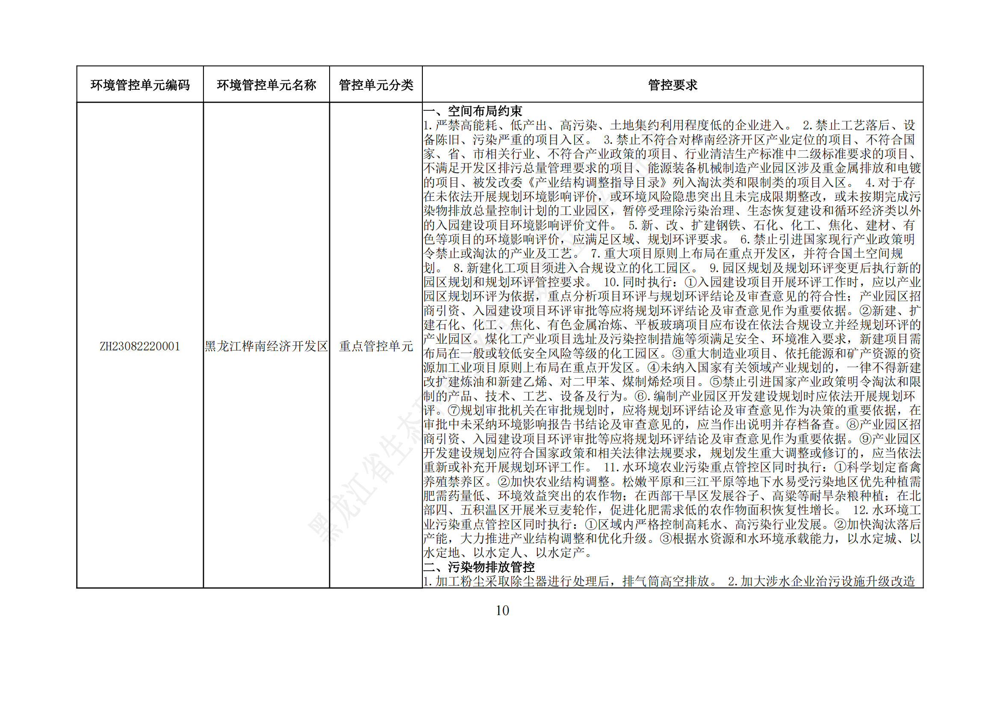 环境管控单元编码 环境管控单元名称 管控单元分类 管控要求
ZH23082220001 黑龙江桦南经济开发区 重点管控单元
一、空间布局约束
1.严禁高能耗、低产出、高污染、土地集约利用程度低的企业进入。 2.禁止工艺落后、设
备陈旧、污染严重的项目入区。 3.禁止不符合对桦南经济开区产业定位的项目、不符合国
家、省、市相关行业、不符合产业政策的项目、行业清洁生产标准中二级标准要求的项目、
不满足开发区排污总量管理要求的项目、能源装备机械制造产业园区涉及重金属排放和电镀
的项目、被发改委《产业结构调整指导目录》列入淘汰类和限制类的项目入区。 4.对于存
在未依法开展规划环境影响评价，或环境风险隐患突出且未完成限期整改，或未按期完成污
染物排放总量控制计划的工业园区，暂停受理除污染治理、生态恢复建设和循环经济类以外
的入园建设项目环境影响评价文件。 5.新、改、扩建钢铁、石化、化工、焦化、建材、有
色等项目的环境影响评价，应满足区域、规划环评要求。 6.禁止引进国家现行产业政策明
令禁止或淘汰的产业及工艺。 7.重大项目原则上布局在重点开发区，并符合国土空间规
划。 8.新建化工项目须进入合规设立的化工园区。 9.园区规划及规划环评变更后执行新的
园区规划和规划环评管控要求。 10.同时执行：①入园建设项目开展环评工作时，应以产业
园区规划环评为依据，重点分析项目环评与规划环评结论及审查意见的符合性；产业园区招
商引资、入园建设项目环评审批等应将规划环评结论及审查意见作为重要依据。②新建、扩
建石化、化工、焦化、有色金属冶炼、平板玻璃项目应布设在依法合规设立并经规划环评的
产业园区。煤化工产业项目选址及污染控制措施等须满足安全、环境准入要求，新建项目需
布局在一般或较低安全风险等级的化工园区。③重大制造业项目、依托能源和矿产资源的资
源加工业项目原则上布局在重点开发区。④未纳入国家有关领域产业规划的，一律不得新建
改扩建炼油和新建乙烯、对二甲苯、煤制烯烃项目。⑤禁止引进国家产业政策明令淘汰和限
制的产品、技术、工艺、设备及行为。⑥.编制产业园区开发建设规划时应依法开展规划环
评。⑦规划审批机关在审批规划时，应将规划环评结论及审查意见作为决策的重要依据，在
审批中未采纳环境影响报告书结论及审查意见的，应当作出说明并存档备查。⑧产业园区招
商引资、入园建设项目环评审批等应将规划环评结论及审查意见作为重要依据。⑨产业园区
开发建设规划应符合国家政策和相关法律法规要求，规划发生重大调整或修订的，应当依法
重新或补充开展规划环评工作。 11.水环境农业污染重点管控区同时执行：①科学划定畜禽
养殖禁养区。②加快农业结构调整。松嫩平原和三江平原等地下水易受污染地区优先种植需
肥需药量低、环境效益突出的农作物；在西部干旱区发展谷子、高粱等耐旱杂粮种植；在北
部四、五积温区开展米豆麦轮作，促进化肥需求低的农作物面积恢复性增长。 12.水环境工
业污染重点管控区同时执行：①区域内严格控制高耗水、高污染行业发展。②加快淘汰落后
产能，大力推进产业结构调整和优化升级。③根据水资源和水环境承载能力，以水定城、以
水定地、以水定人、以水定产。
二、污染物排放管控
1.加工粉尘采取除尘器进行处理后，排气筒高空排放。 2.加大涉水企业治污设施升级改造
10
黑龙江省生态环境分区管控数据应用平台